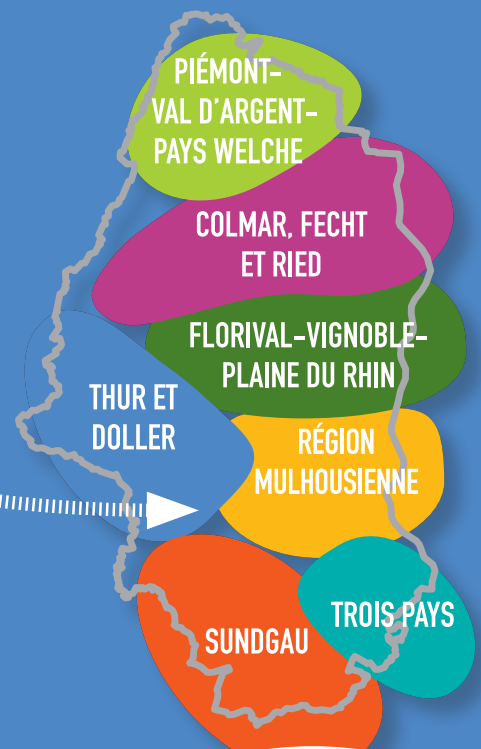 PIÉMONT-
VAL D'ARGENT-
PAYS WELCHE
COLMAR, FECHT
ET RIED
FLORIVAL-VIGNOBLE-
PLAINE DU RHIN
THUR ET
DOLLER
RÉGION
MULHOUSIENNE
TROIS PAYS
SUNDGAU